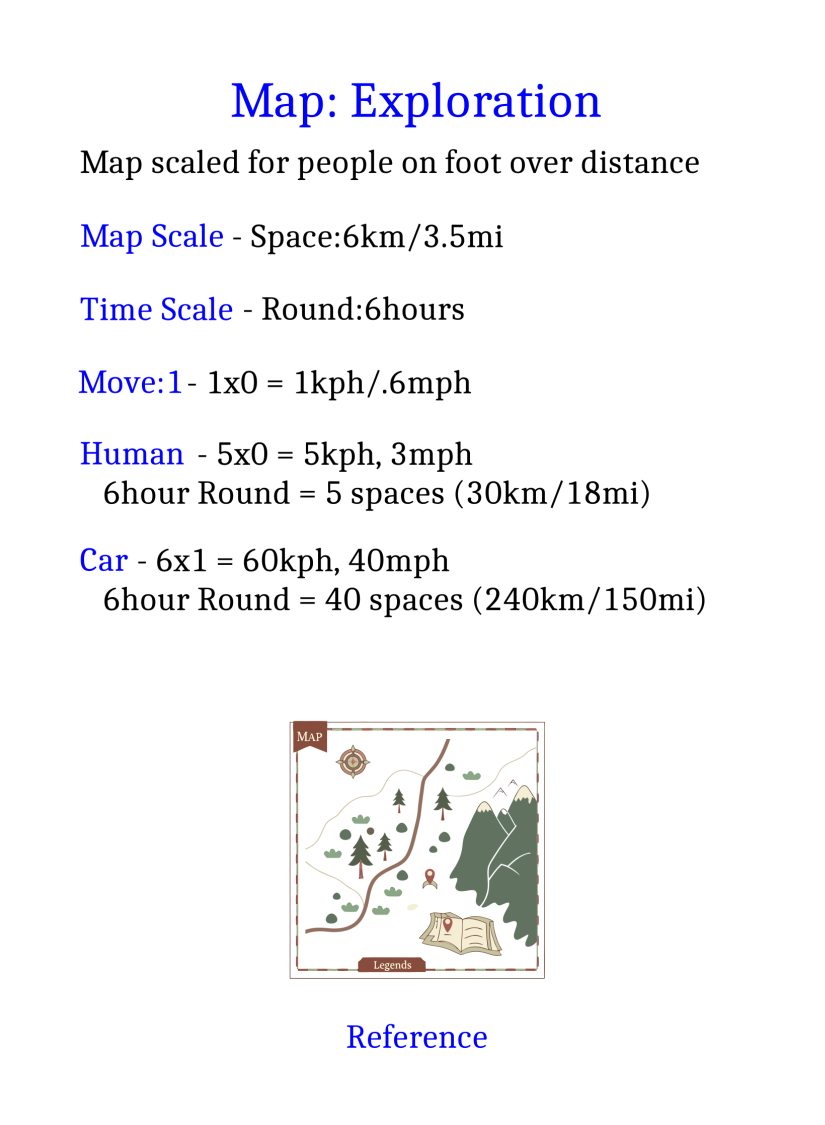 Map: Exploration
Map scaled for people on foot over distance
Map Scale - Space:6km/3.5mi
Time Scale - Round:6hours
Move:1 - 1x0 = 1kph/.6mph
Human - 5x0 = 5kph, 3mph
6hour Round = 5 spaces (30km/18mi)
Car - 6x1 = 60kph, 40mph
6hour Round = 40 spaces (240km/150mi)
MAP
Legends
Reference